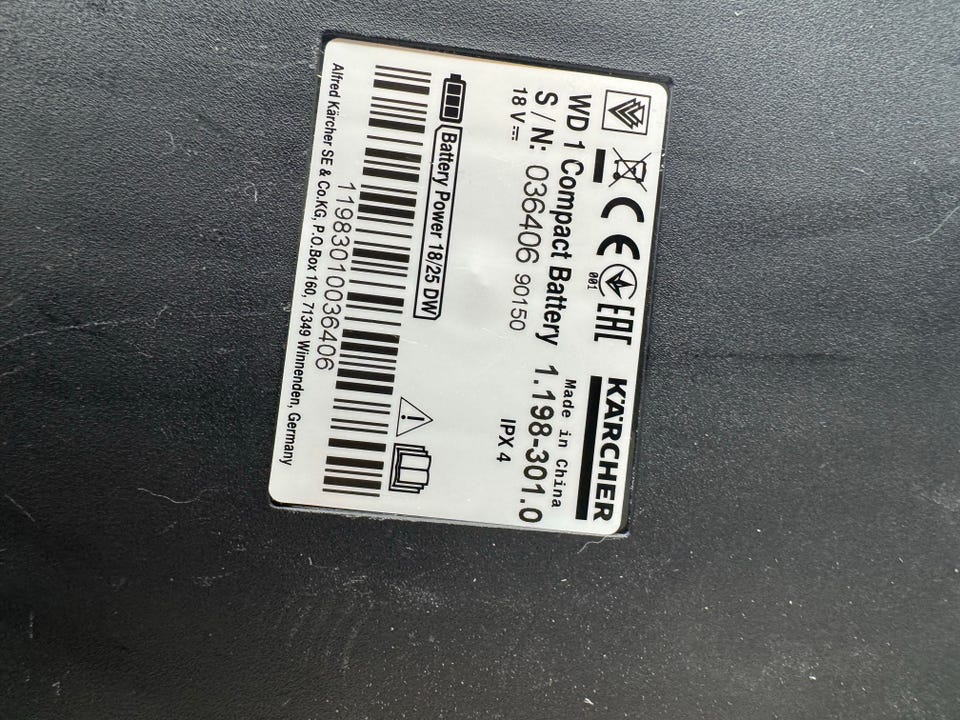 001
EAC
KÄRCHER
Made in China
WD 1 Compact Battery 1.198-301.0
S / N: 036406 90150
18 V IPX 4
Battery Power 18/25 DW
11983010036406
Alfred Kärcher SE & Co.KG, P.O.Box 160, 71349 Winnenden, Germany